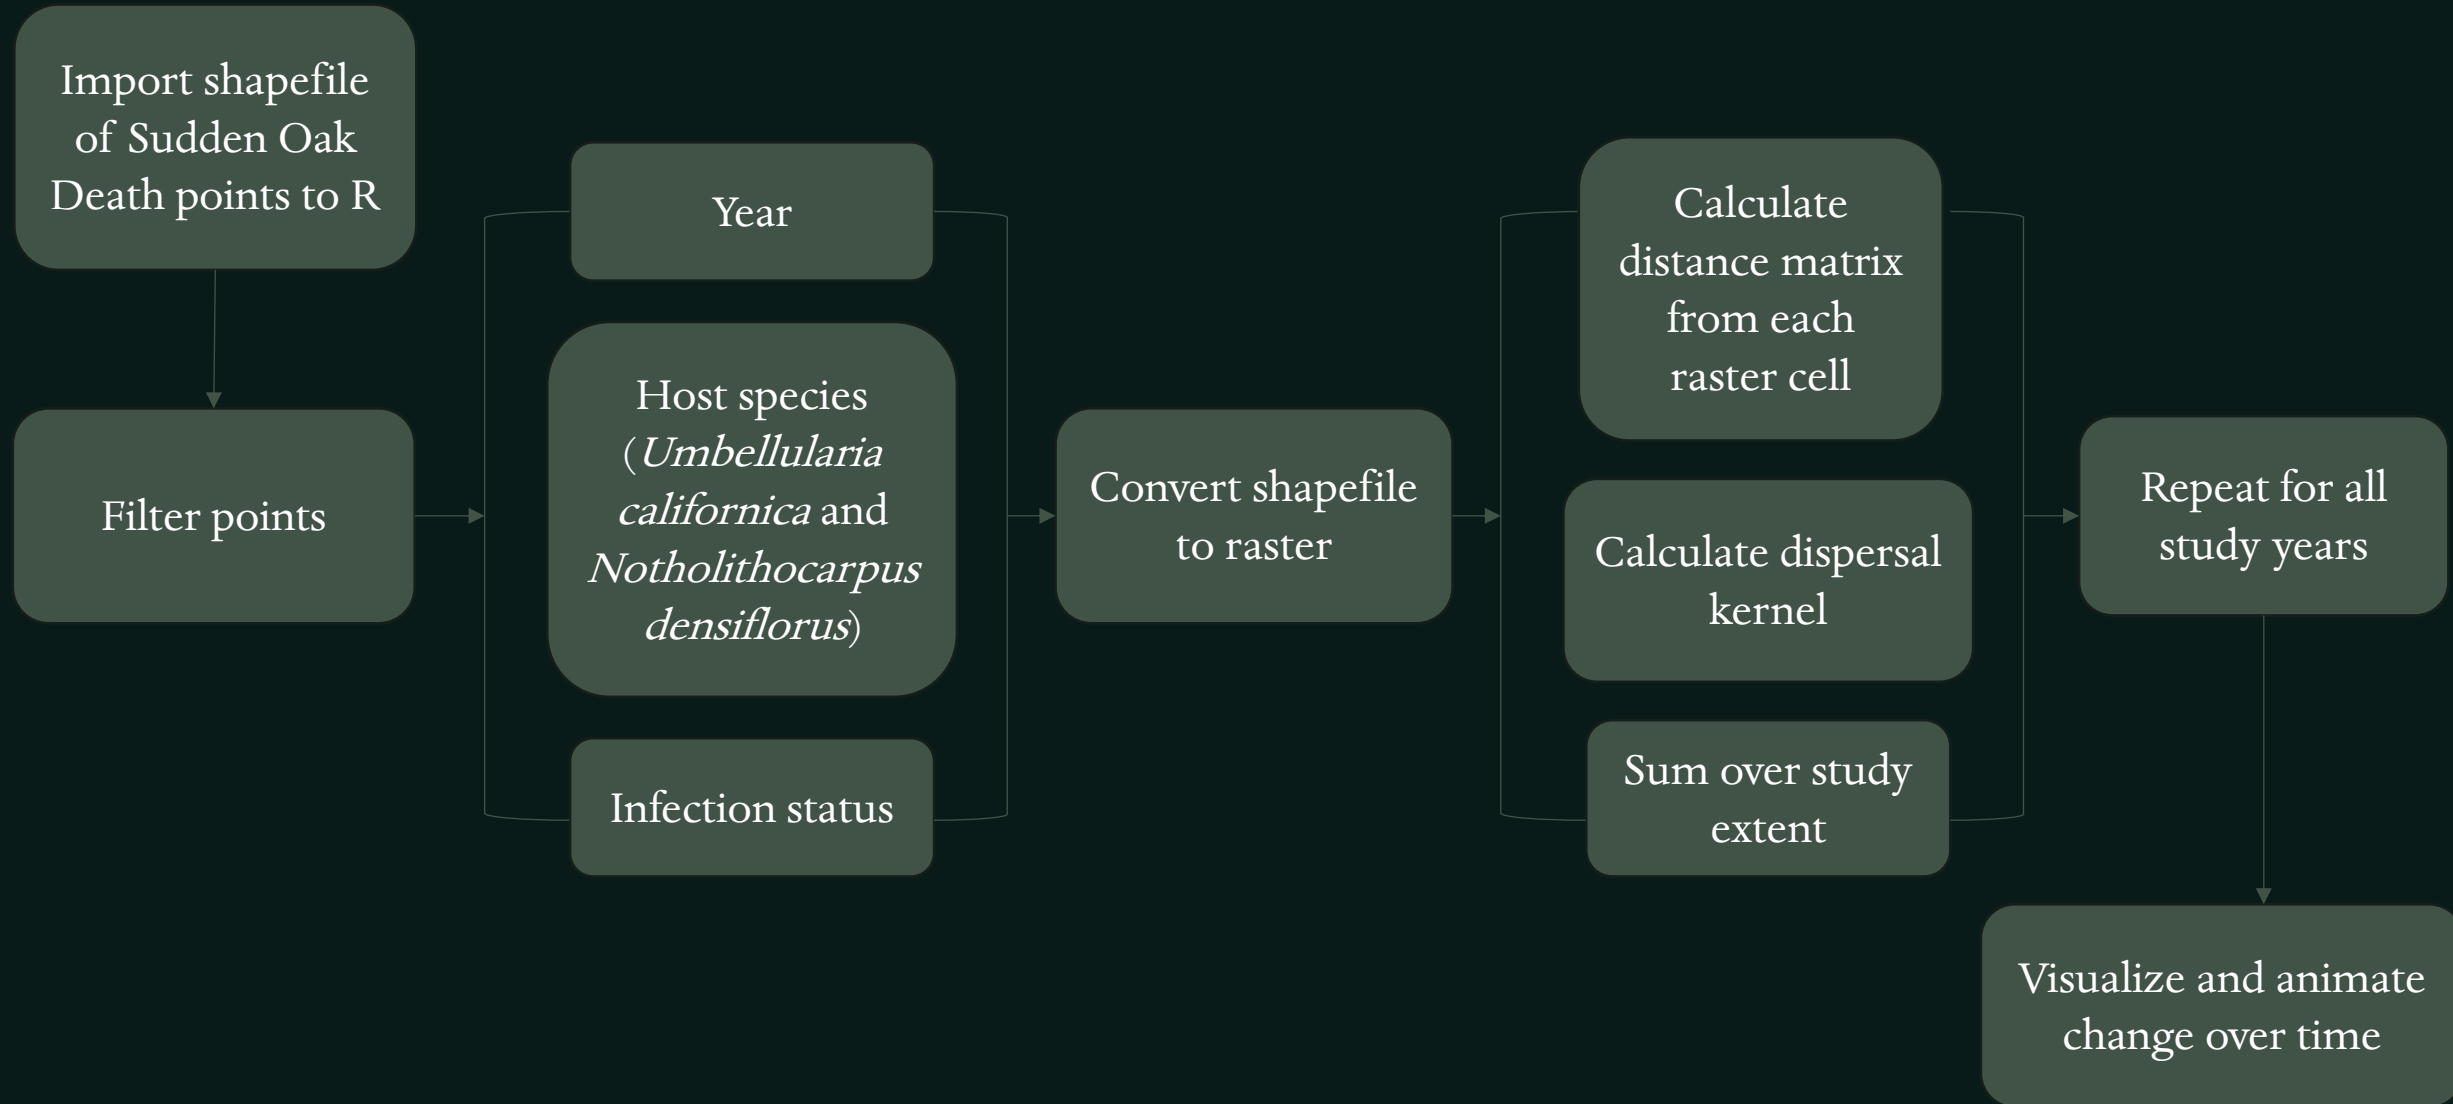 Import shapefile
of Sudden Oak
Death points to R
Filter points
Year
Host species
(Umbellularia
californica and
Notholithocarpus
densiflorus)
Infection status
Convert shapefile
to raster
Calculate
distance matrix
from each
raster cell
Calculate dispersal
kernel
Sum over study
extent
Repeat for all
study years
Visualize and animate
change over time